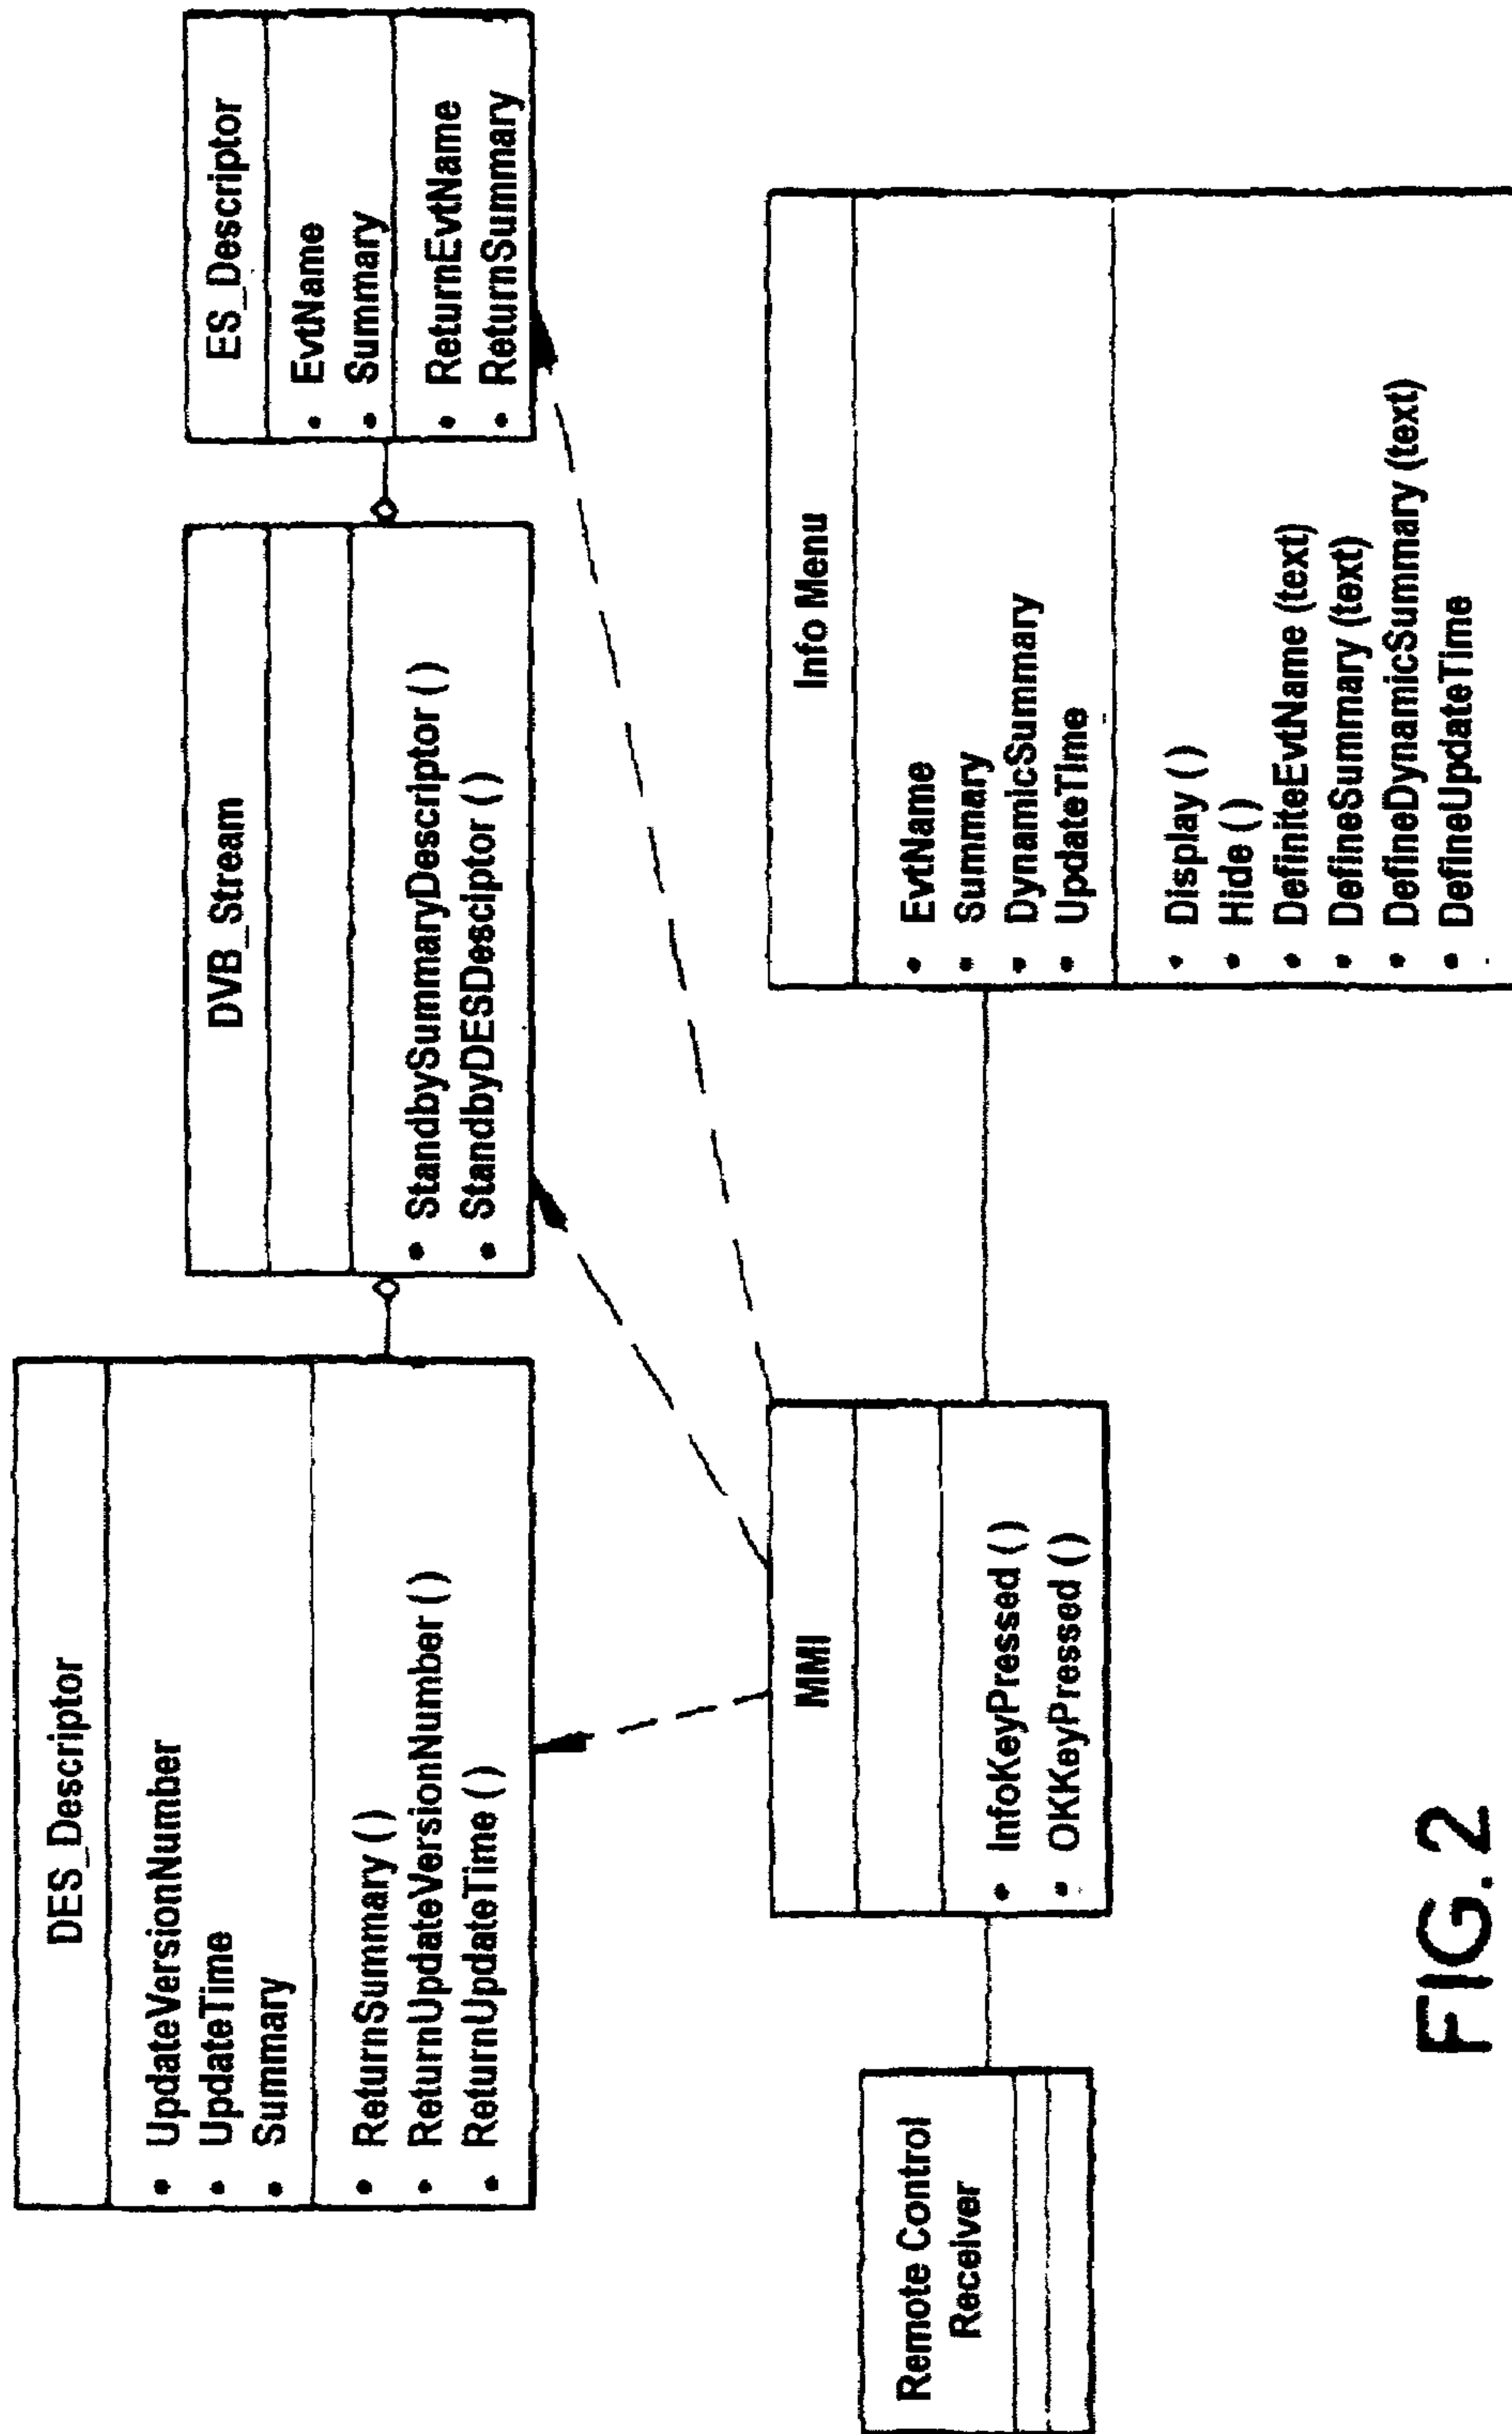 DES_Descriptor
• UpdateVersionNumber
• UpdateTime
• Summary
• ReturnSummary ( )
• ReturnUpdateVersionNumber ( )
• ReturnUpdateTime ( )
DVB_Stream
• StandbySummaryDescriptor ( )
• StandbyDESDesciptor ( )
ES_Descriptor
• EvtName
• Summary
• ReturnEvtName
• ReturnSummary
Remote Control
Receiver
MMI
• InfoKeyPressed ( )
• OKKeyPressed ( )
Info Menu
• EvtName
• Summary
• DynamicSummary
• UpdateTime
• Display ( )
• Hide ( )
• DefiniteEvtName (text)
• DefineSummary (text)
• DefineDynamicSummary (text)
• DefineUpdateTime
FIG. 2